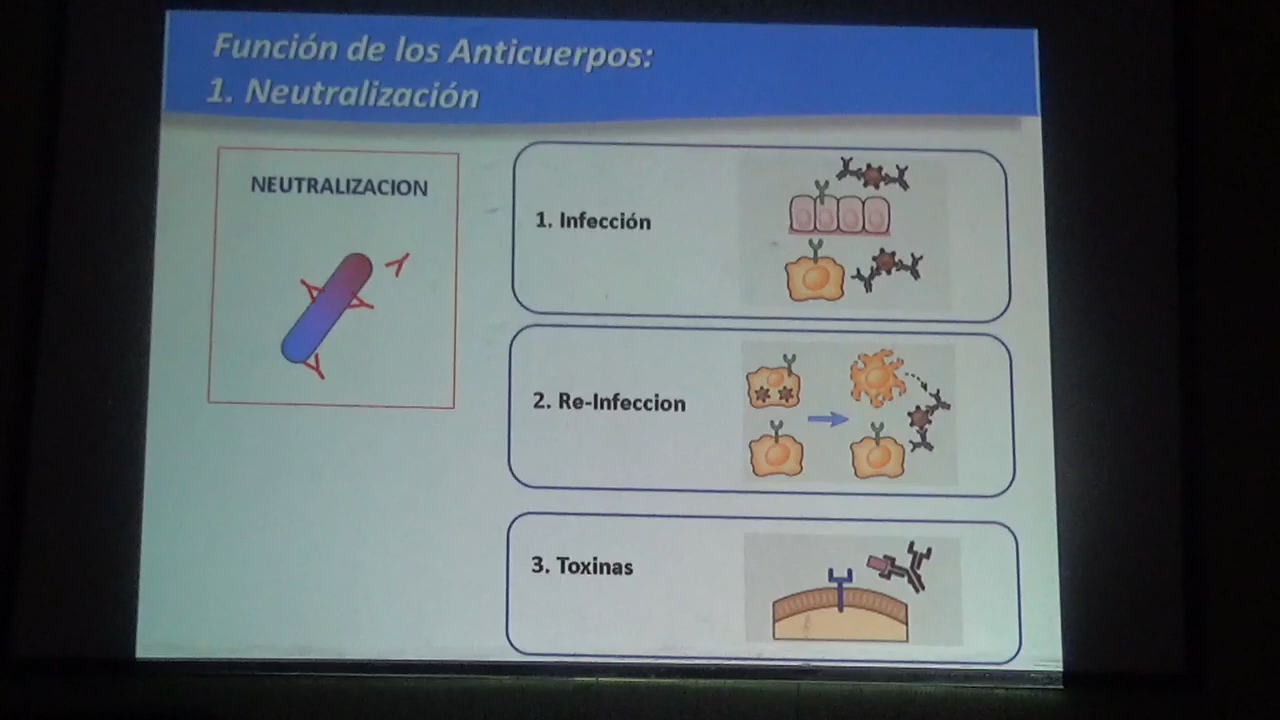 Función de los Anticuerpos:
1. Neutralización
NEUTRALIZACION
1. Infección
2. Re-Infeccion
3. Toxinas